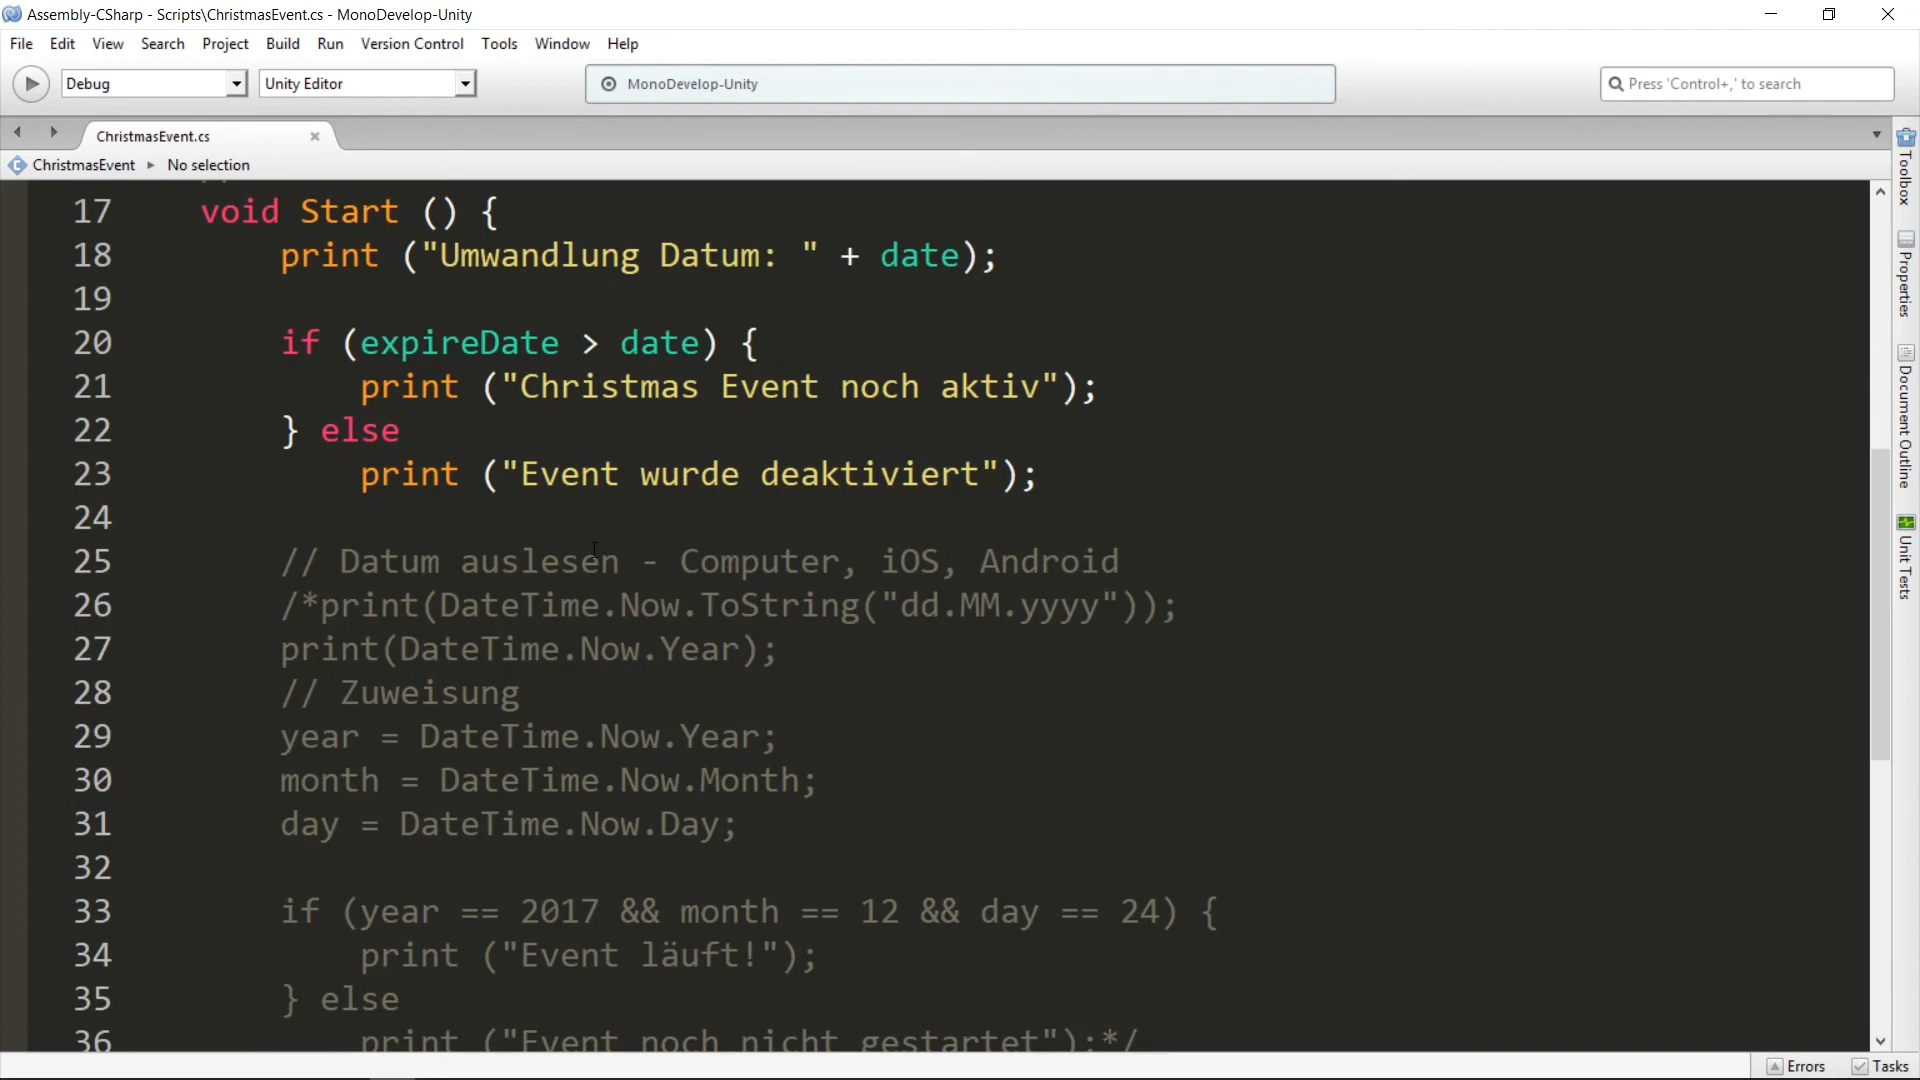 Assembly-CSharp - Scripts\ChristmasEvent.cs - MonoDevelop-Unity
File Edit View Search Project Build Run Version Control Tools Window Help
Debug Unity Editor MonoDevelop-Unity Press 'Control+,' to search
ChristmasEvent.cs
ChristmasEvent No selection
17 void Start () {
18 print ("Umwandlung Datum: " + date);
19
20 if (expireDate > date) {
21 print ("Christmas Event noch aktiv");
22 } else
23 print ("Event wurde deaktiviert");
24
25 // Datum auslesen - Computer, iOS, Android
26 /*print(DateTime.Now.ToString("dd.MM.yyyy"));
27 print(DateTime.Now.Year);
28 // Zuweisung
29 year = DateTime.Now.Year;
30 month = DateTime.Now.Month;
31 day = DateTime.Now.Day;
32
33 if (year == 2017 && month == 12 && day == 24) {
34 print ("Event läuft!");
35 } else
36 print ("Event noch nicht gestartet");*/
Toolbox
Properties
Document Outline
Unit Tests
Errors Tasks